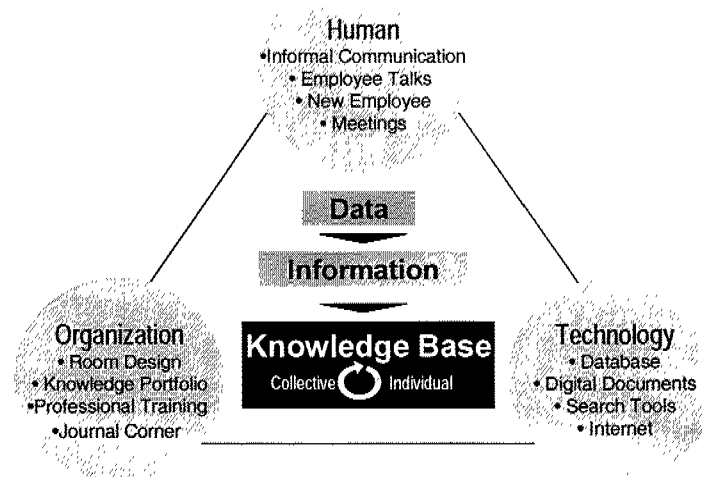 Human
•Informal Communication
• Employee Talks
• New Employee
• Meetings
Data
Information
Knowledge Base
Collective Individual
Organization
• Room Design
• Knowledge Portfolio
•Professional Training
•Journal Corner
Technology
• Database
• Digital Documents
• Search Tools
• Internet